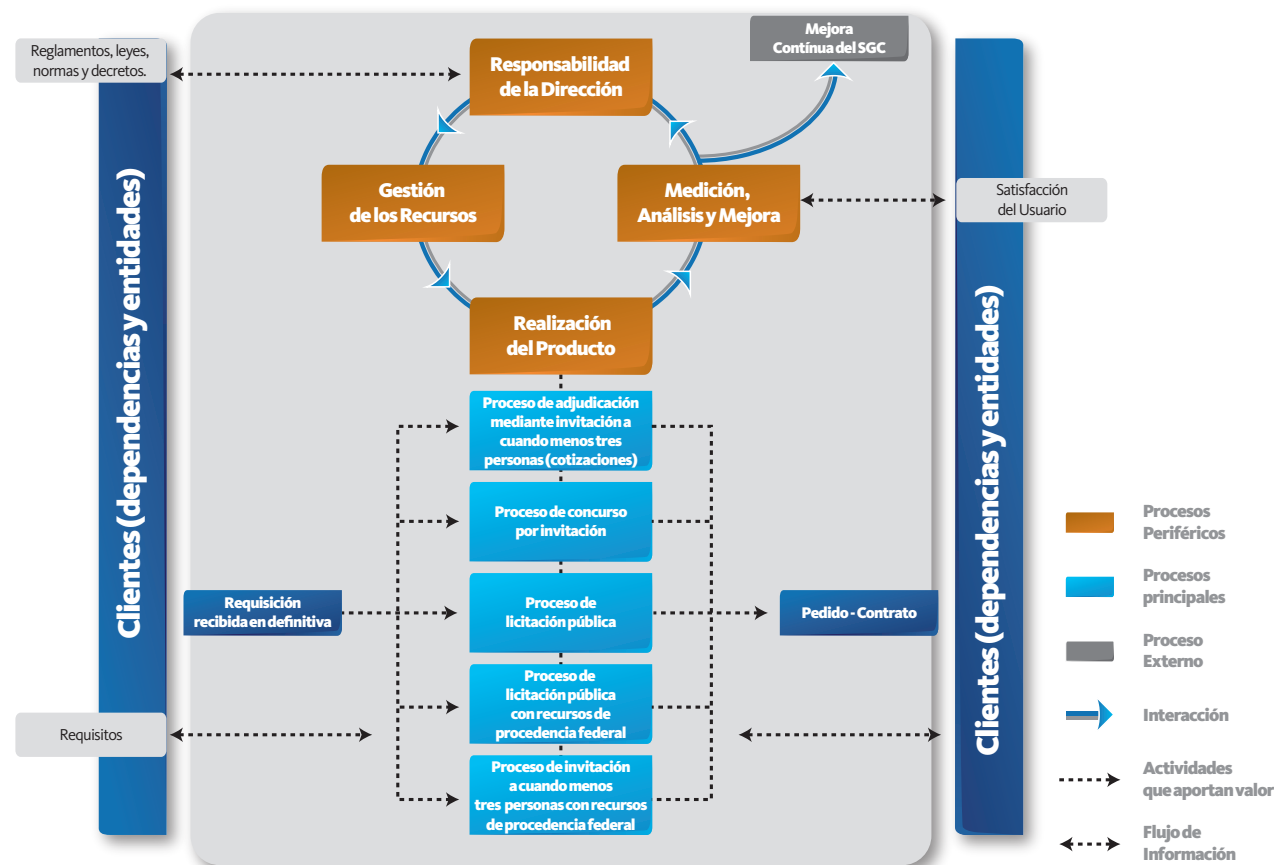 Reglamentos, leyes,
normas y decretos.
Clientes (dependencias y entidades)
Requisitos
Mejora
Contínua del SGC
Responsabilidad
de la Dirección
Gestión
de los Recursos
Medición,
Análisis y Mejora
Satisfacción
del Usuario
Realización
del Producto
Proceso de adjudicación
mediante invitación a
cuando menos tres
personas (cotizaciones)
Proceso de concurso
por invitación
Requisición
recibida en definitiva
Proceso de
licitación pública
Pedido - Contrato
Proceso de
licitación pública
con recursos de
procedencia federal
Proceso de invitación
a cuando menos
tres personas con recursos
de procedencia federal
Clientes (dependencias y entidades)
Procesos
Periféricos
Procesos
principales
Proceso
Externo
Interacción
Actividades
que aportan valor
Flujo de
Información